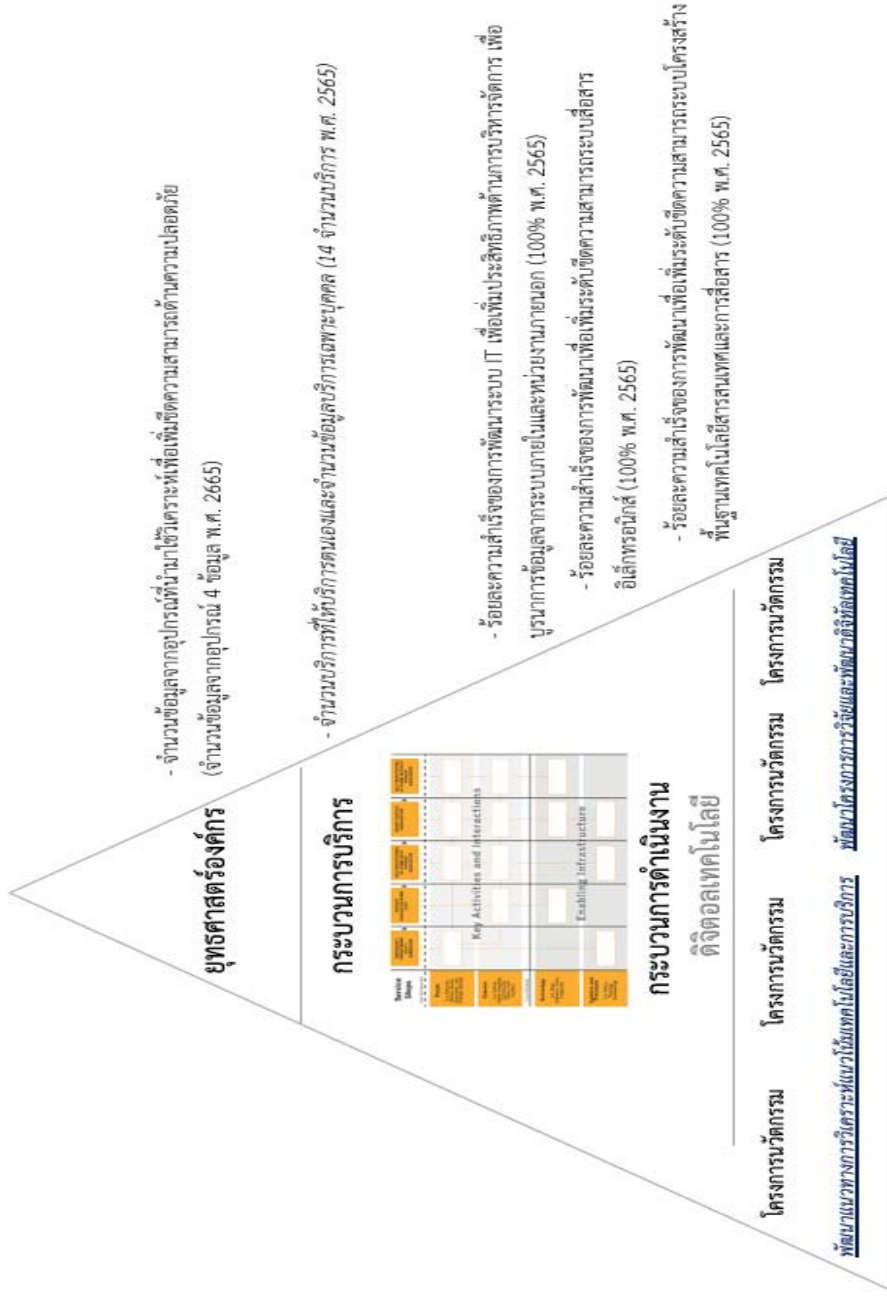 ยุทธศาสตร์องค์กร
- จำนวนข้อมูลจากอุปกรณ์ที่นำมาใช้วิเคราะห์เพื่อเพิ่มขีดความสามารถด้านความปลอดภัย
(จำนวนข้อมูลจากอุปกรณ์ 4 ข้อมูล พ.ศ. 2665)
กระบวนการบริการ
- จำนวนบริการที่ให้บริการตนเองและจำนวนข้อมูลบริการเฉพาะบุคคล (14 จำนวนบริการ พ.ศ. 2565)
Service
Steps
Key Activities and Interactions
Enabling Infrastructure
กระบวนการดำเนินงาน
ดิจิตอลเทคโนโลยี
- ร้อยละความสำเร็จของการพัฒนาระบบ IT เพื่อเพิ่มประสิทธิภาพด้านการบริหารจัดการ เพื่อ
บูรนาการข้อมูลจากระบบภายในและหน่วยงานภายนอก (100% พ.ศ. 2565)
- ร้อยละความสำเร็จของการพัฒนาเพื่อเพิ่มระดับขีดความสามารถระบบสื่อสาร
อิเล็กทรอนิกส์ (100% พ.ศ. 2565)
- ร้อยละความสำเร็จของการพัฒนาเพื่อเพิ่มระดับขีดความสามารถระบบโครงสร้าง
พื้นฐานเทคโนโลยีสารสนเทศและการสื่อสาร (100% พ.ศ. 2565)
โครงการนวัตกรรม โครงการนวัตกรรม โครงการนวัตกรรม โครงการนวัตกรรม
พัฒนาแนวทางการวิเคราะห์แนวโน้มเทคโนโลยีและการบริการ พัฒนาโครงการการวิจัยและพัฒนาดิจิทัลเทคโนโลยี